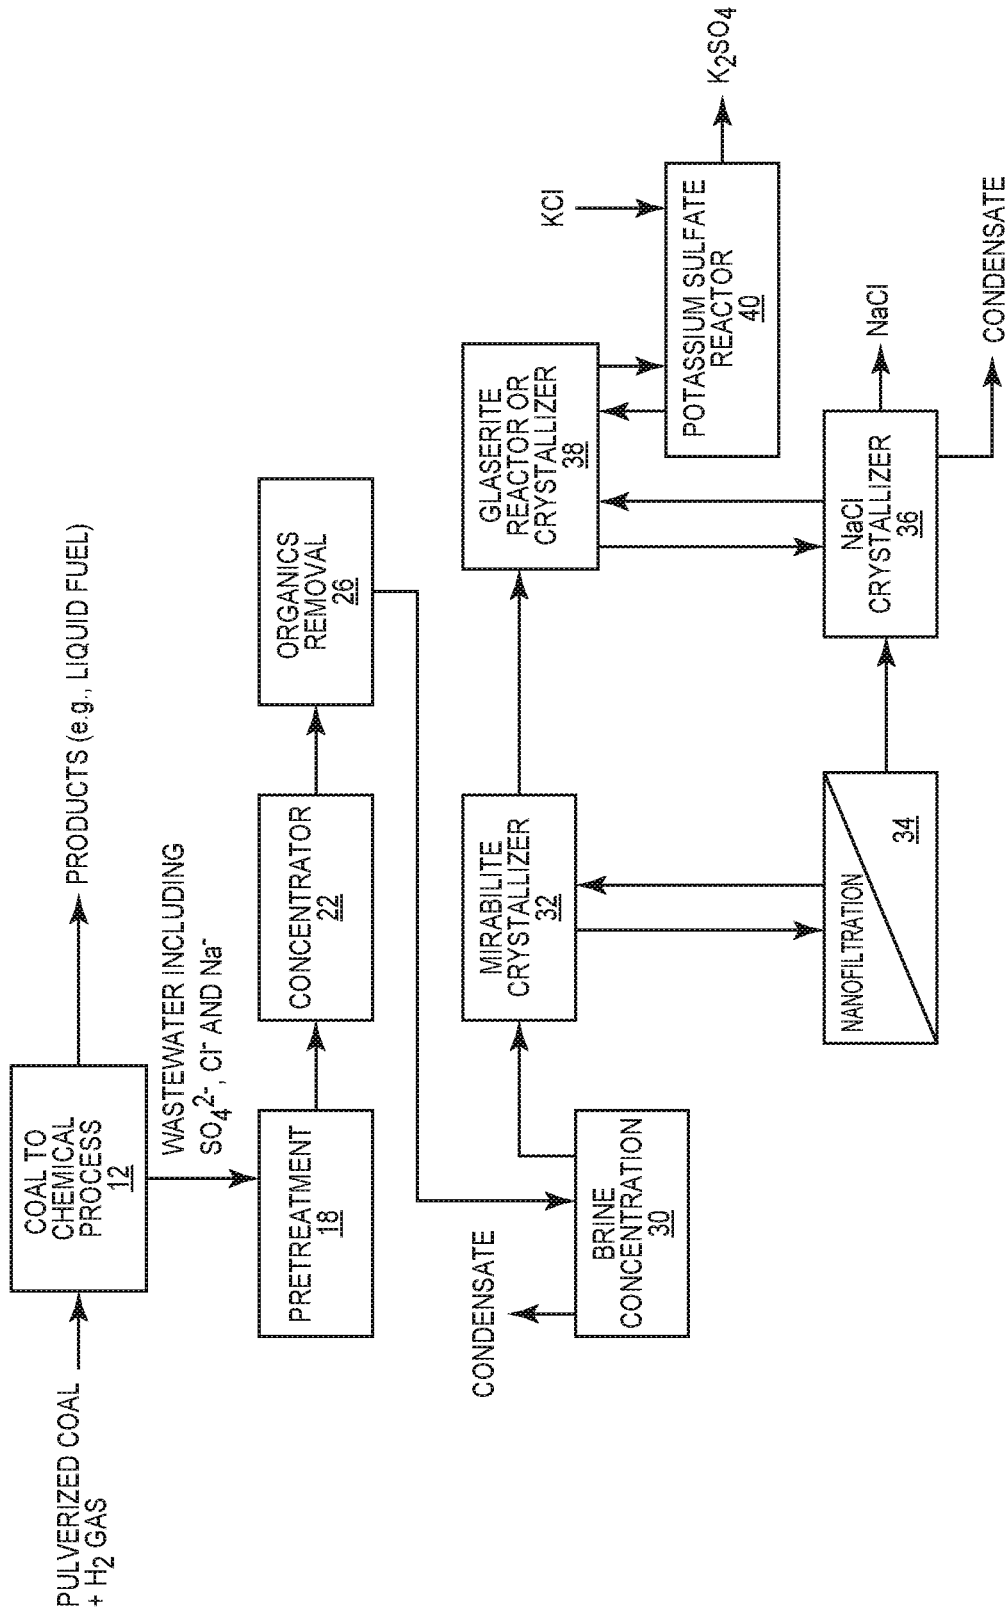 PULVERIZED COAL
+ H2 GAS
COAL TO
CHEMICAL
PROCESS
12
PRODUCTS (e.g., LIQUID FUEL)
WASTEWATER INCLUDING
SO4 2-, Cl- AND Na-
PRETREATMENT
18
CONCENTRATOR
22
ORGANICS
REMOVAL
26
CONDENSATE
BRINE
CONCENTRATION
30
MIRABILITE
CRYSTALLIZER
32
GLASERITE
REACTOR OR
CRYSTALLIZER
38
KCl
POTASSIUM SULFATE
REACTOR
40
K2SO4
NANOFILTRATION
34
NaCl
CRYSTALLIZER
36
NaCl
CONDENSATE